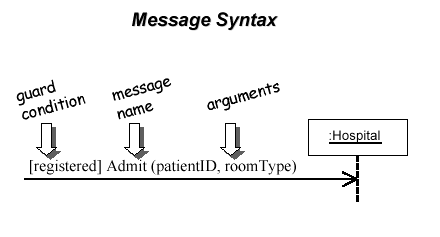 Message Syntax
guard
condition
message
name
arguments
:Hospital
[registered] Admit (patientID, roomType)